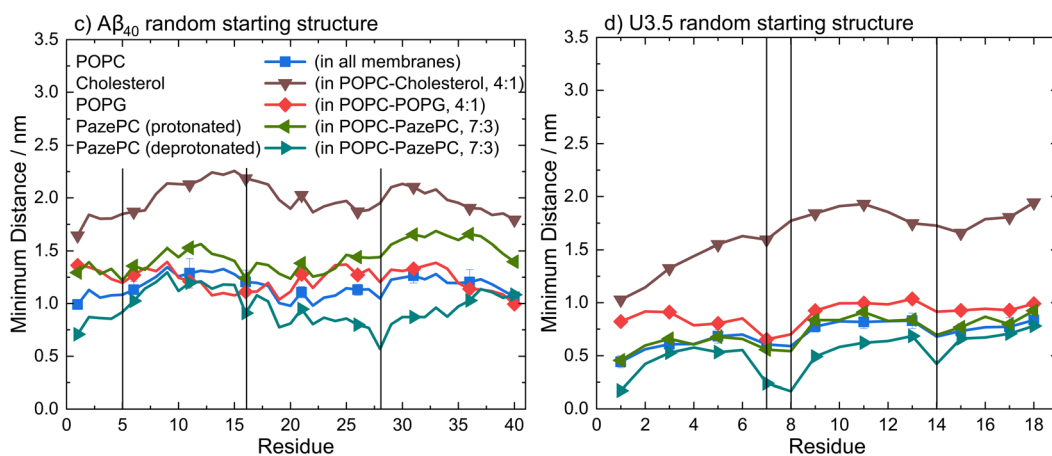 c) Aβ40 random starting structure
3.5
3.0
2.5
2.0
1.5
1.0
0.5
0.0
Minimum Distance / nm
POPC (in all membranes)
Cholesterol (in POPC-Cholesterol, 4:1)
POPG (in POPC-POPG, 4:1)
PazePC (protonated) (in POPC-PazePC, 7:3)
PazePC (deprotonated) (in POPC-PazePC, 7:3)
0 5 10 15 20 25 30 35 40
Residue
d) U3.5 random starting structure
3.5
3.0
2.5
2.0
1.5
1.0
0.5
0.0
Minimum Distance / nm
0 2 4 6 8 10 12 14 16 18
Residue